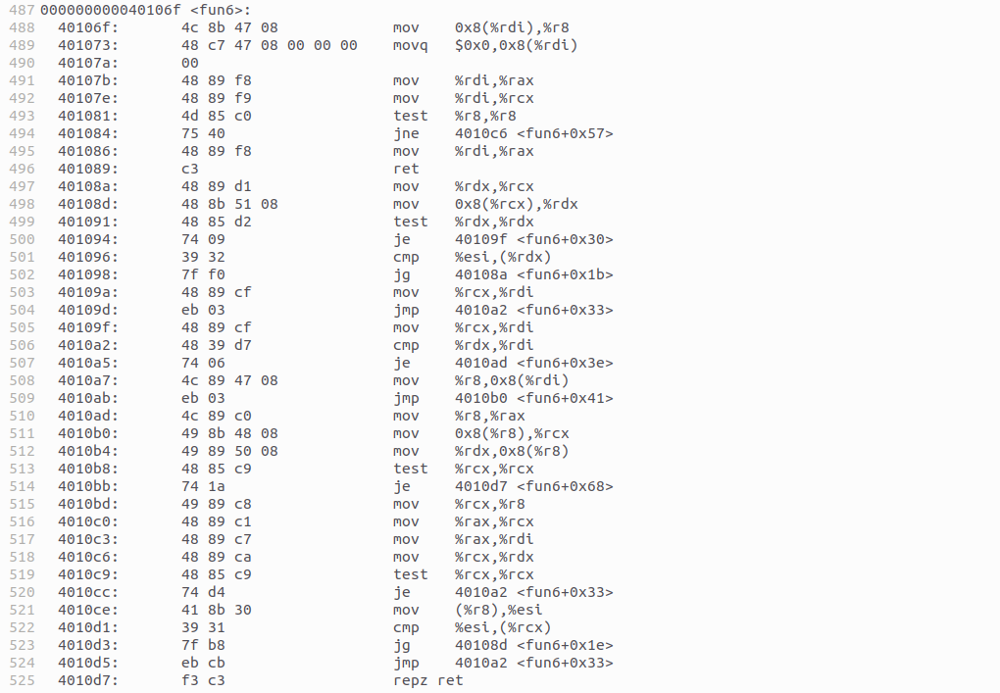 487 000000000040106f <fun6>:
488   40106f:       4c 8b 47 08             mov    0x8(%rdi),%r8
489   401073:       48 c7 47 08 00 00 00    movq   $0x0,0x8(%rdi)
490   40107a:       00
491   40107b:       48 89 f8                mov    %rdi,%rax
492   40107e:       48 89 f9                mov    %rdi,%rcx
493   401081:       4d 85 c0                test   %r8,%r8
494   401084:       75 40                   jne    4010c6 <fun6+0x57>
495   401086:       48 89 f8                mov    %rdi,%rax
496   401089:       c3                      ret
497   40108a:       48 89 d1                mov    %rdx,%rcx
498   40108d:       48 8b 51 08             mov    0x8(%rcx),%rdx
499   401091:       48 85 d2                test   %rdx,%rdx
500   401094:       74 09                   je     40109f <fun6+0x30>
501   401096:       39 32                   cmp    %esi,(%rdx)
502   401098:       7f f0                   jg     40108a <fun6+0x1b>
503   40109a:       48 89 cf                mov    %rcx,%rdi
504   40109d:       eb 03                   jmp    4010a2 <fun6+0x33>
505   40109f:       48 89 cf                mov    %rcx,%rdi
506   4010a2:       48 39 d7                cmp    %rdx,%rdi
507   4010a5:       74 06                   je     4010ad <fun6+0x3e>
508   4010a7:       4c 89 47 08             mov    %r8,0x8(%rdi)
509   4010ab:       eb 03                   jmp    4010b0 <fun6+0x41>
510   4010ad:       4c 89 c0                mov    %r8,%rax
511   4010b0:       49 8b 48 08             mov    0x8(%r8),%rcx
512   4010b4:       49 89 50 08             mov    %rdx,0x8(%r8)
513   4010b8:       48 85 c9                test   %rcx,%rcx
514   4010bb:       74 1a                   je     4010d7 <fun6+0x68>
515   4010bd:       49 89 c8                mov    %rcx,%r8
516   4010c0:       48 89 c1                mov    %rax,%rcx
517   4010c3:       48 89 c7                mov    %rax,%rdi
518   4010c6:       48 89 ca                mov    %rcx,%rdx
519   4010c9:       48 85 c9                test   %rcx,%rcx
520   4010cc:       74 d4                   je     4010a2 <fun6+0x33>
521   4010ce:       41 8b 30                mov    (%r8),%esi
522   4010d1:       39 31                   cmp    %esi,(%rcx)
523   4010d3:       7f b8                   jg     40108d <fun6+0x1e>
524   4010d5:       eb cb                   jmp    4010a2 <fun6+0x33>
525   4010d7:       f3 c3                   repz ret